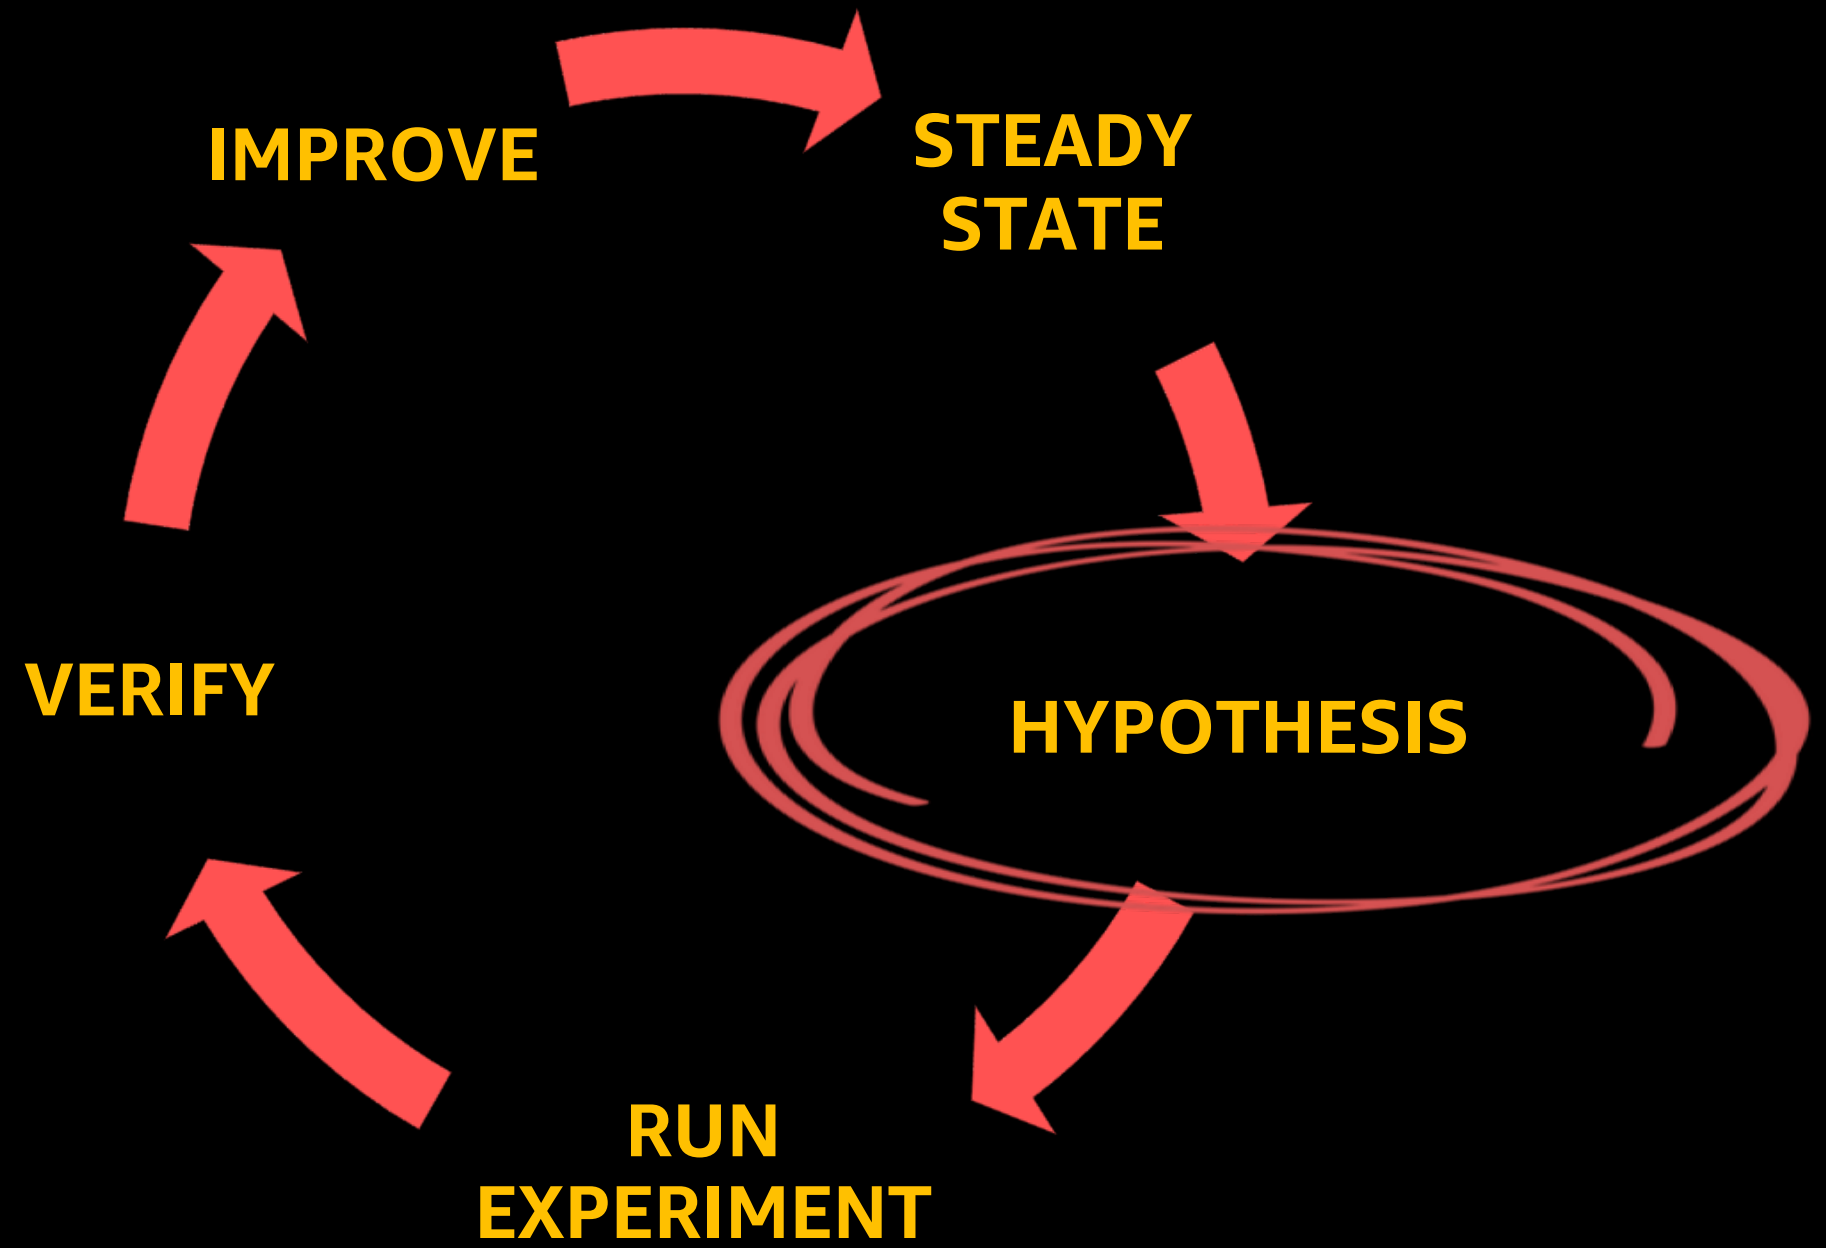 IMPROVE
STEADY
STATE
HYPOTHESIS
RUN
EXPERIMENT
VERIFY